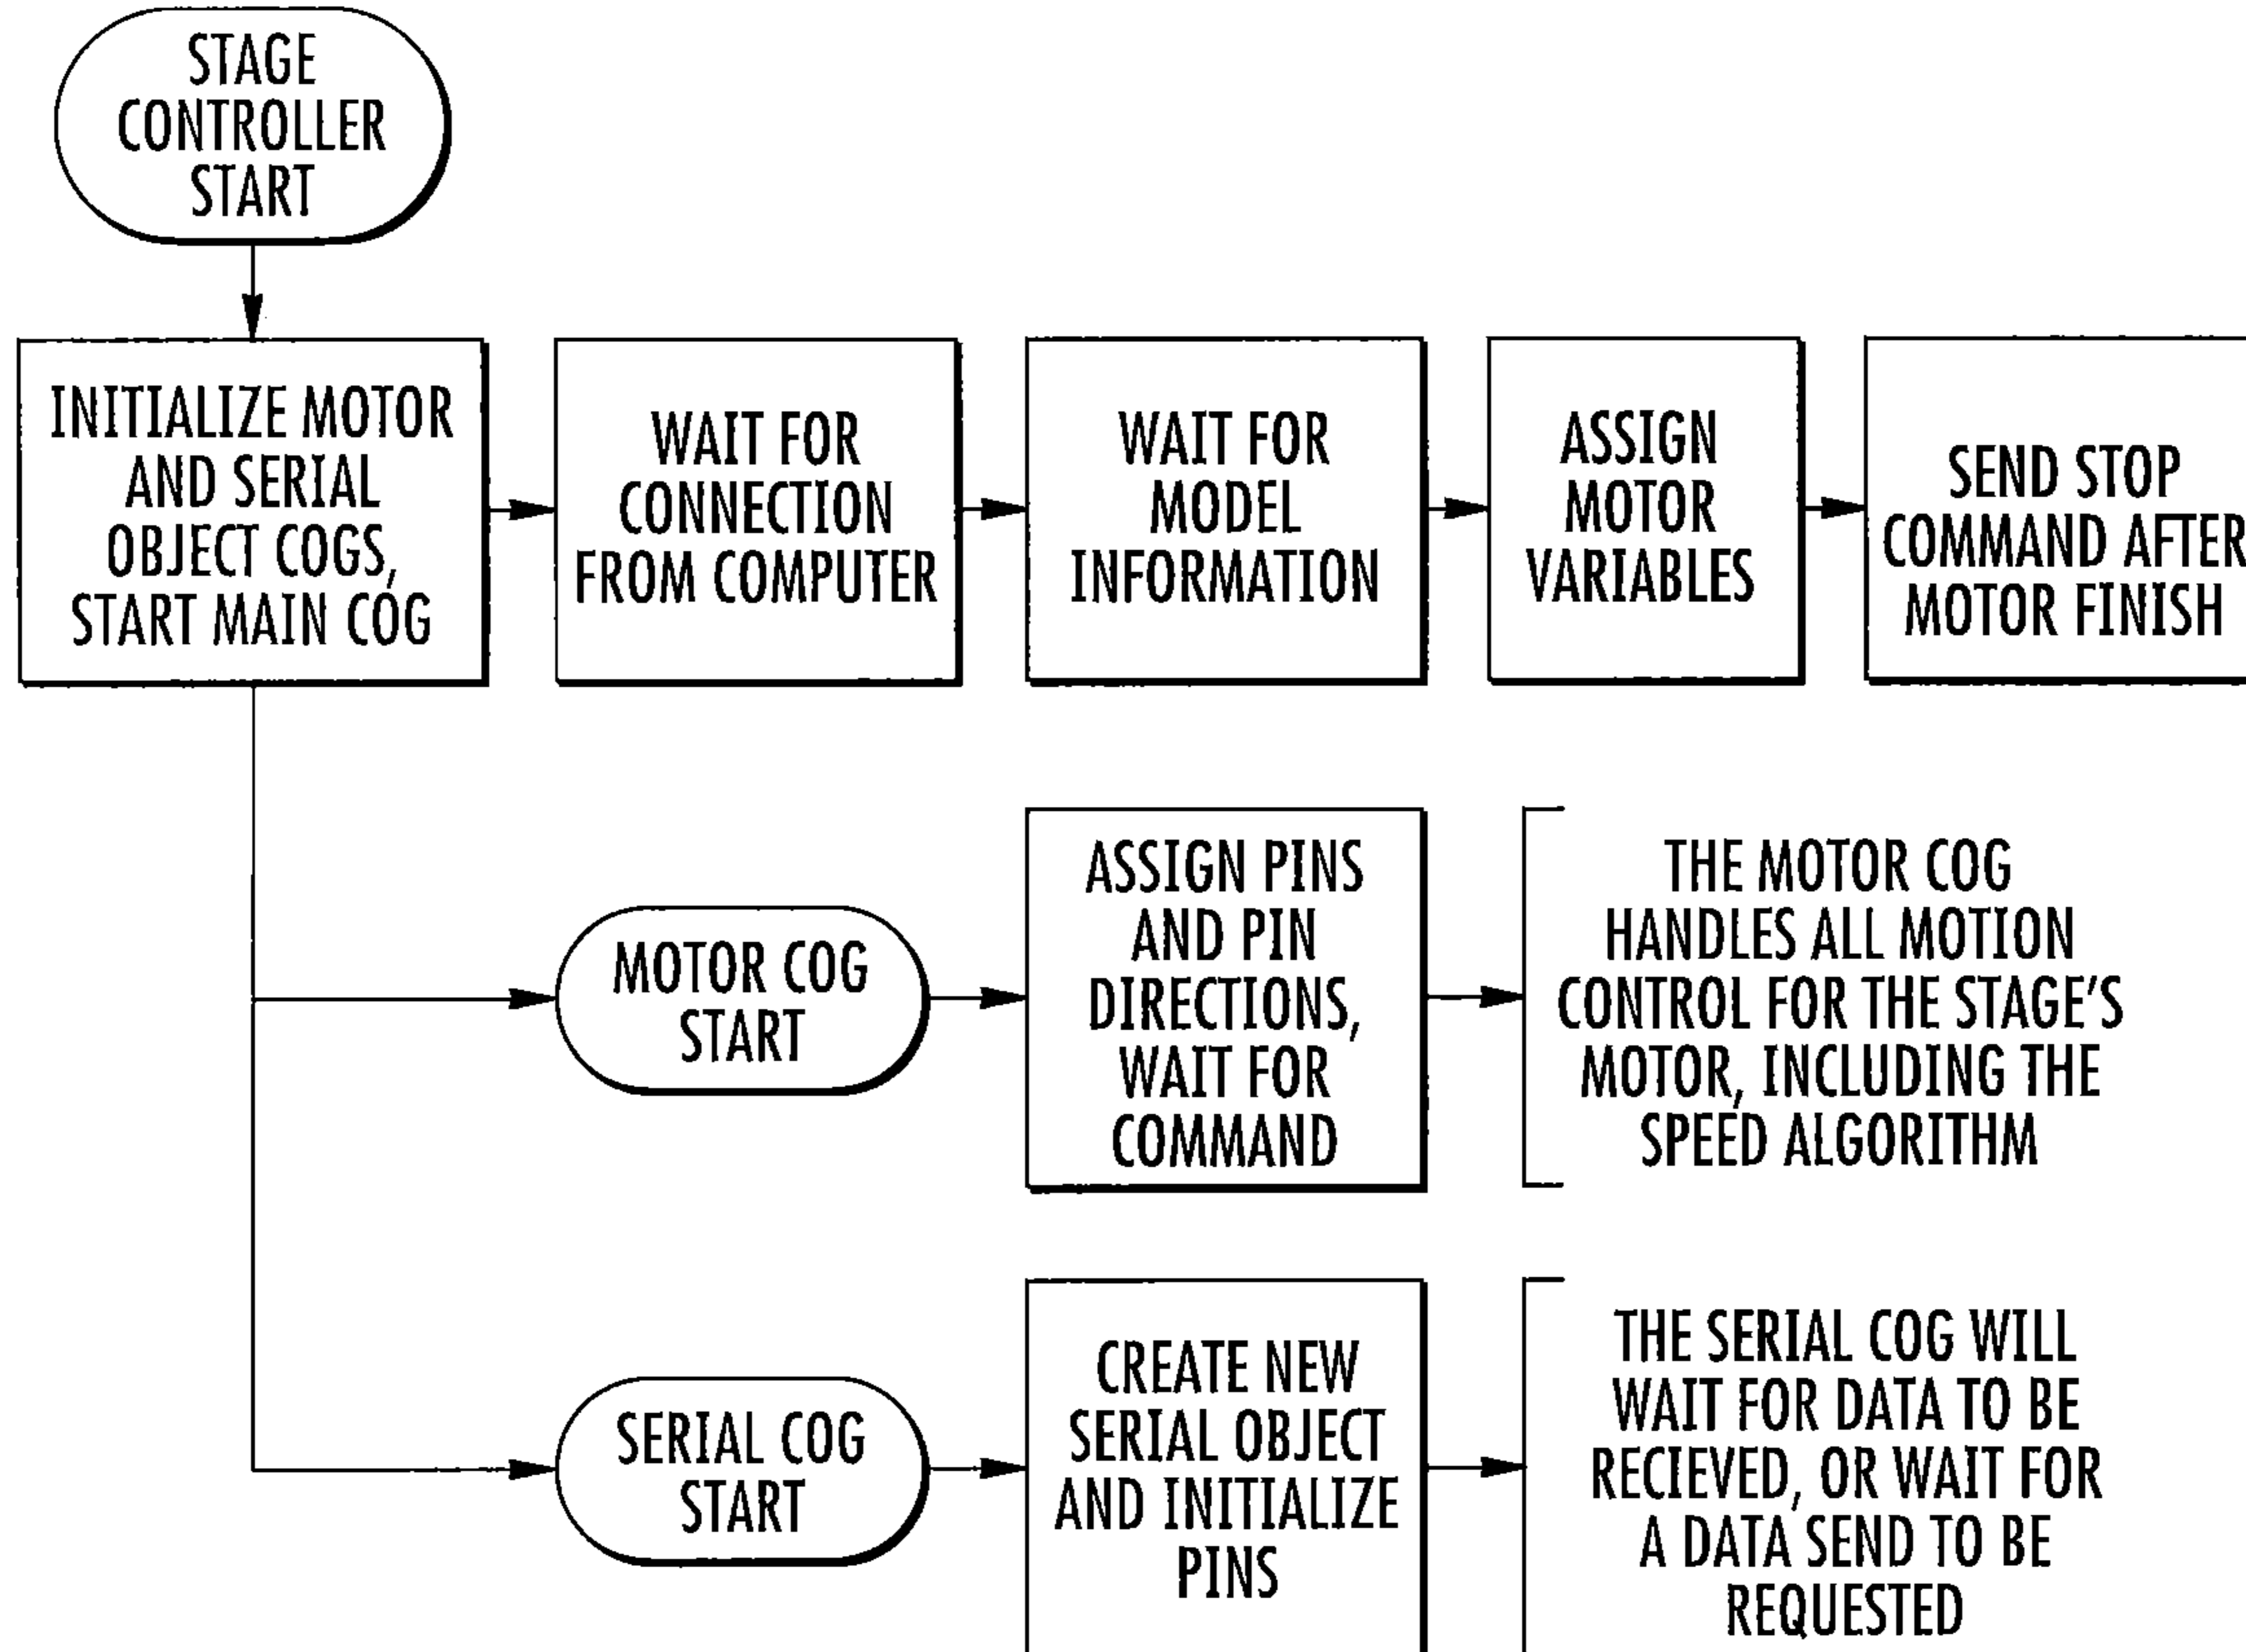 STAGE
CONTROLLER
START
INITIALIZE MOTOR
AND SERIAL
OBJECT COGS,
START MAIN COG
WAIT FOR
CONNECTION
FROM COMPUTER
WAIT FOR
MODEL
INFORMATION
ASSIGN
MOTOR
VARIABLES
SEND STOP
COMMAND AFTER
MOTOR FINISH
MOTOR COG
START
ASSIGN PINS
AND PIN
DIRECTIONS,
WAIT FOR
COMMAND
THE MOTOR COG
HANDLES ALL MOTION
CONTROL FOR THE STAGE'S
MOTOR, INCLUDING THE
SPEED ALGORITHM
SERIAL COG
START
CREATE NEW
SERIAL OBJECT
AND INITIALIZE
PINS
THE SERIAL COG WILL
WAIT FOR DATA TO BE
RECIEVED, OR WAIT FOR
A DATA SEND TO BE
REQUESTED